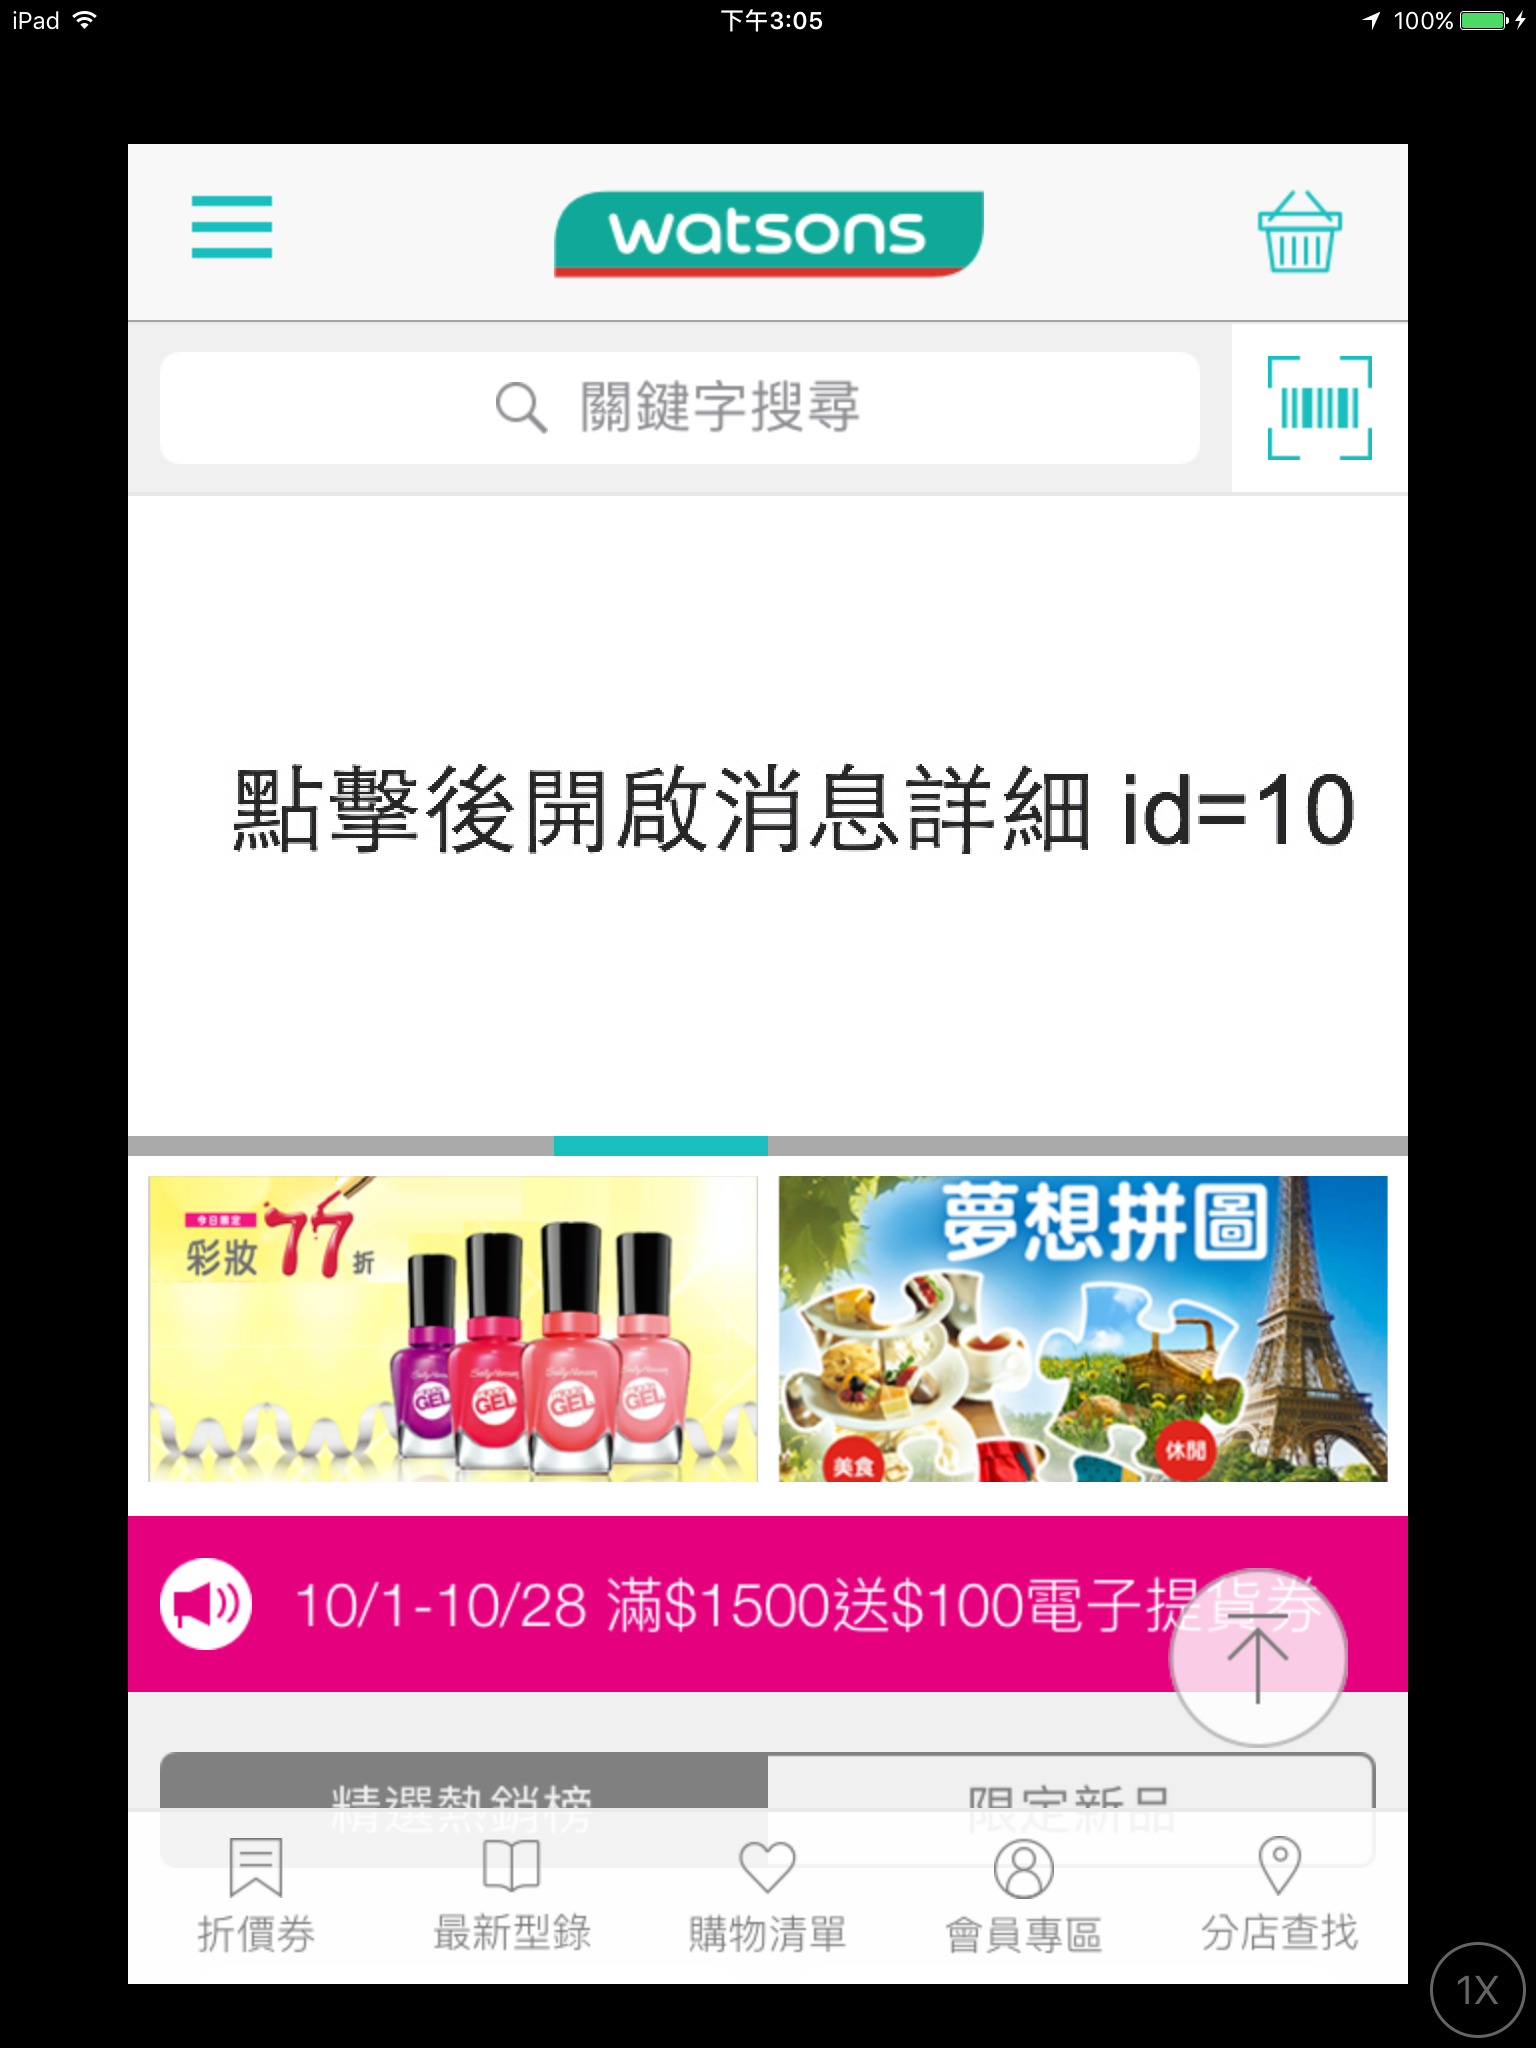 iPad 下午3:05 100%
watsons
關鍵字搜尋
點擊後開啟消息詳細 id=10
今日限定
彩妝 77折
GEL GEL GEL GEL
夢想拼圖
美食
休閒
10/1-10/28 滿$1500送$100電子提貨券
精選熱銷榜 限定新品
折價券 最新型錄 購物清單 會員專區 分店查找
1X